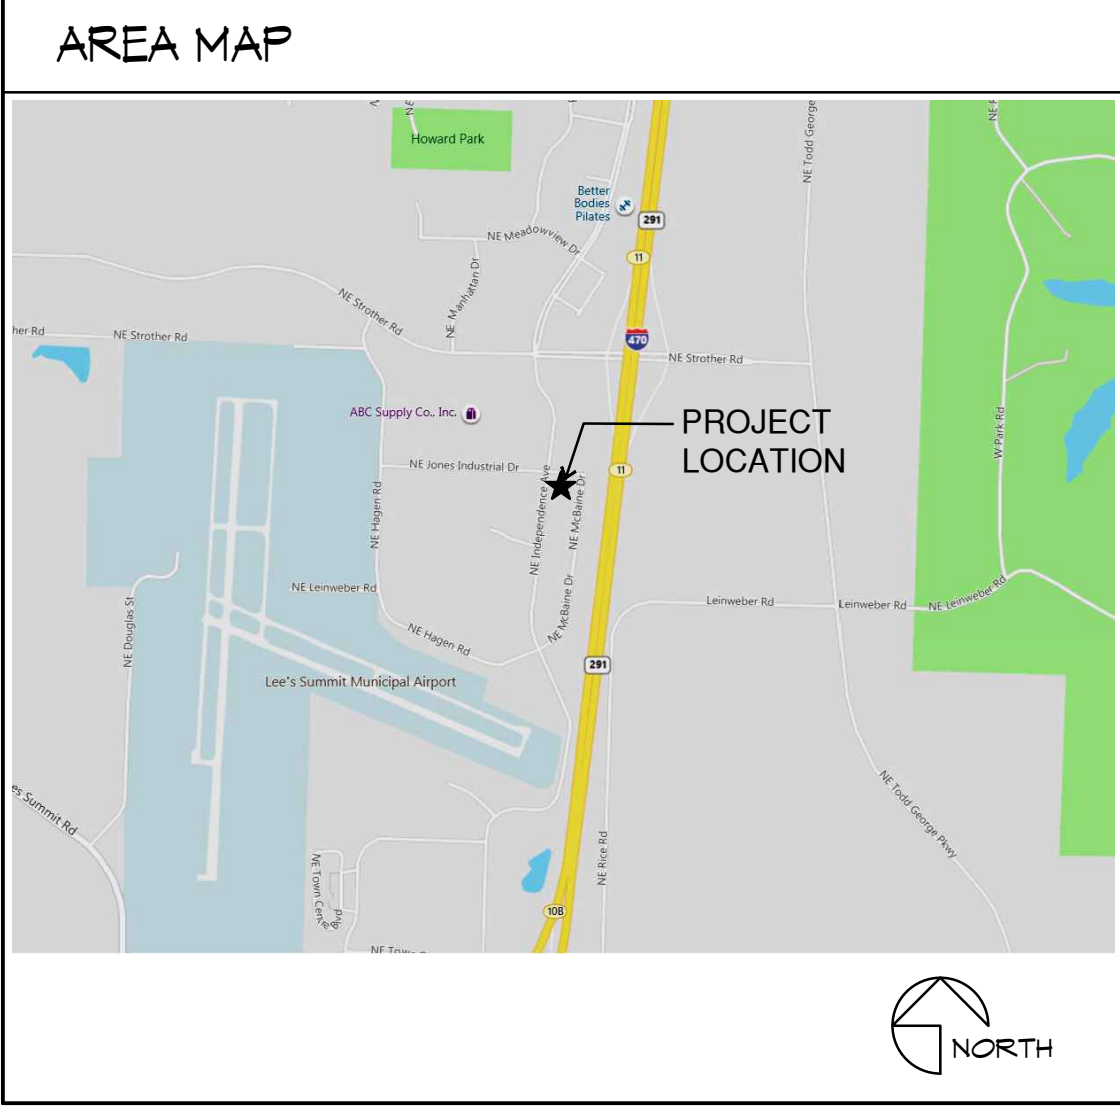 AREA MAP
Howard Park
NE Todd George
Better
Bodies
Pilates
291
NE Meadowview Dr
11
NE Manhattan Dr
NE Strother Rd
her Rd
NE Strother Rd
470
NE Strother Rd
ABC Supply Co., Inc.
PROJECT
LOCATION
W Park Rd
NE Jones Industrial Dr
11
NE Hagen Rd
NE Independence Ave
NE McBaine Dr
NE Leinweber Rd
Leinweber Rd
Leinweber Rd
NE Leinweber Rd
NE Douglas St
NE McBaine Dr
NE Hagen Rd
291
Lee's Summit Municipal Airport
es Summit Rd
NE Todd George Pkwy
NE Rice Rd
NE Town Centre Blvd
10B
NORTH